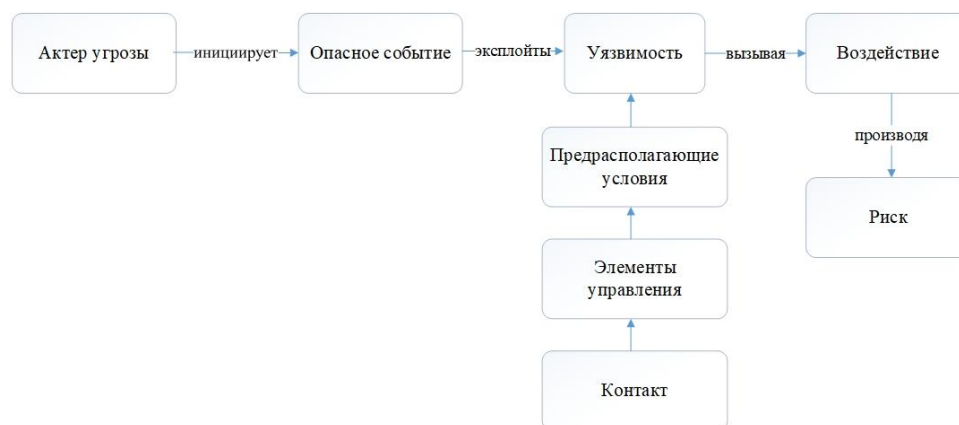 Актер угрозы
инициирует
Опасное событие
эксплойты
Уязвимость
вызывая
Воздействие
производя
Риск
Предрасполагающие
условия
Элементы
управления
Контакт